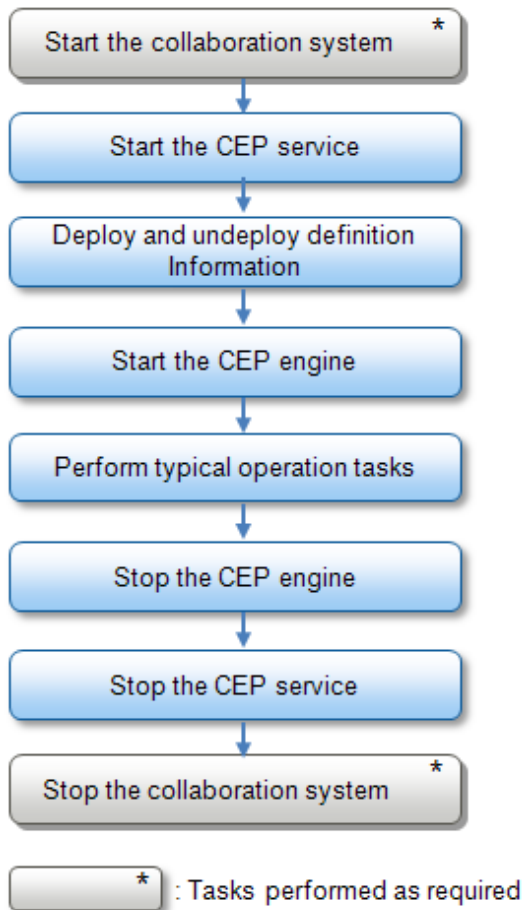 Start the collaboration system *
Start the CEP service
Deploy and undeploy definition
Information
Start the CEP engine
Perform typical operation tasks
Stop the CEP engine
Stop the CEP service
Stop the collaboration system *
* : Tasks performed as required